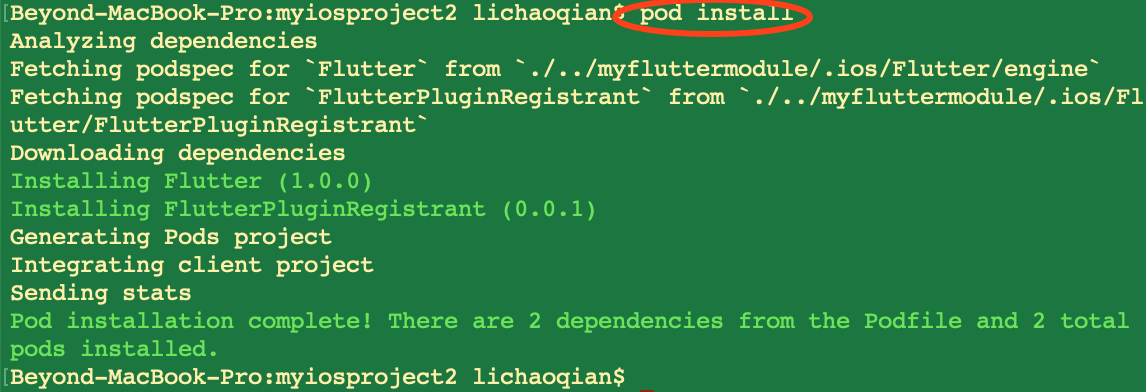 [Beyond-MacBook-Pro:myiosproject2 lichaoqian$ pod install
Analyzing dependencies
Fetching podspec for `Flutter` from `./../myfluttermodule/.ios/Flutter/engine`
Fetching podspec for `FlutterPluginRegistrant` from `./../myfluttermodule/.ios/Fl
utter/FlutterPluginRegistrant`
Downloading dependencies
Installing Flutter (1.0.0)
Installing FlutterPluginRegistrant (0.0.1)
Generating Pods project
Integrating client project
Sending stats
Pod installation complete! There are 2 dependencies from the Podfile and 2 total
pods installed.
[Beyond-MacBook-Pro:myiosproject2 lichaoqian$